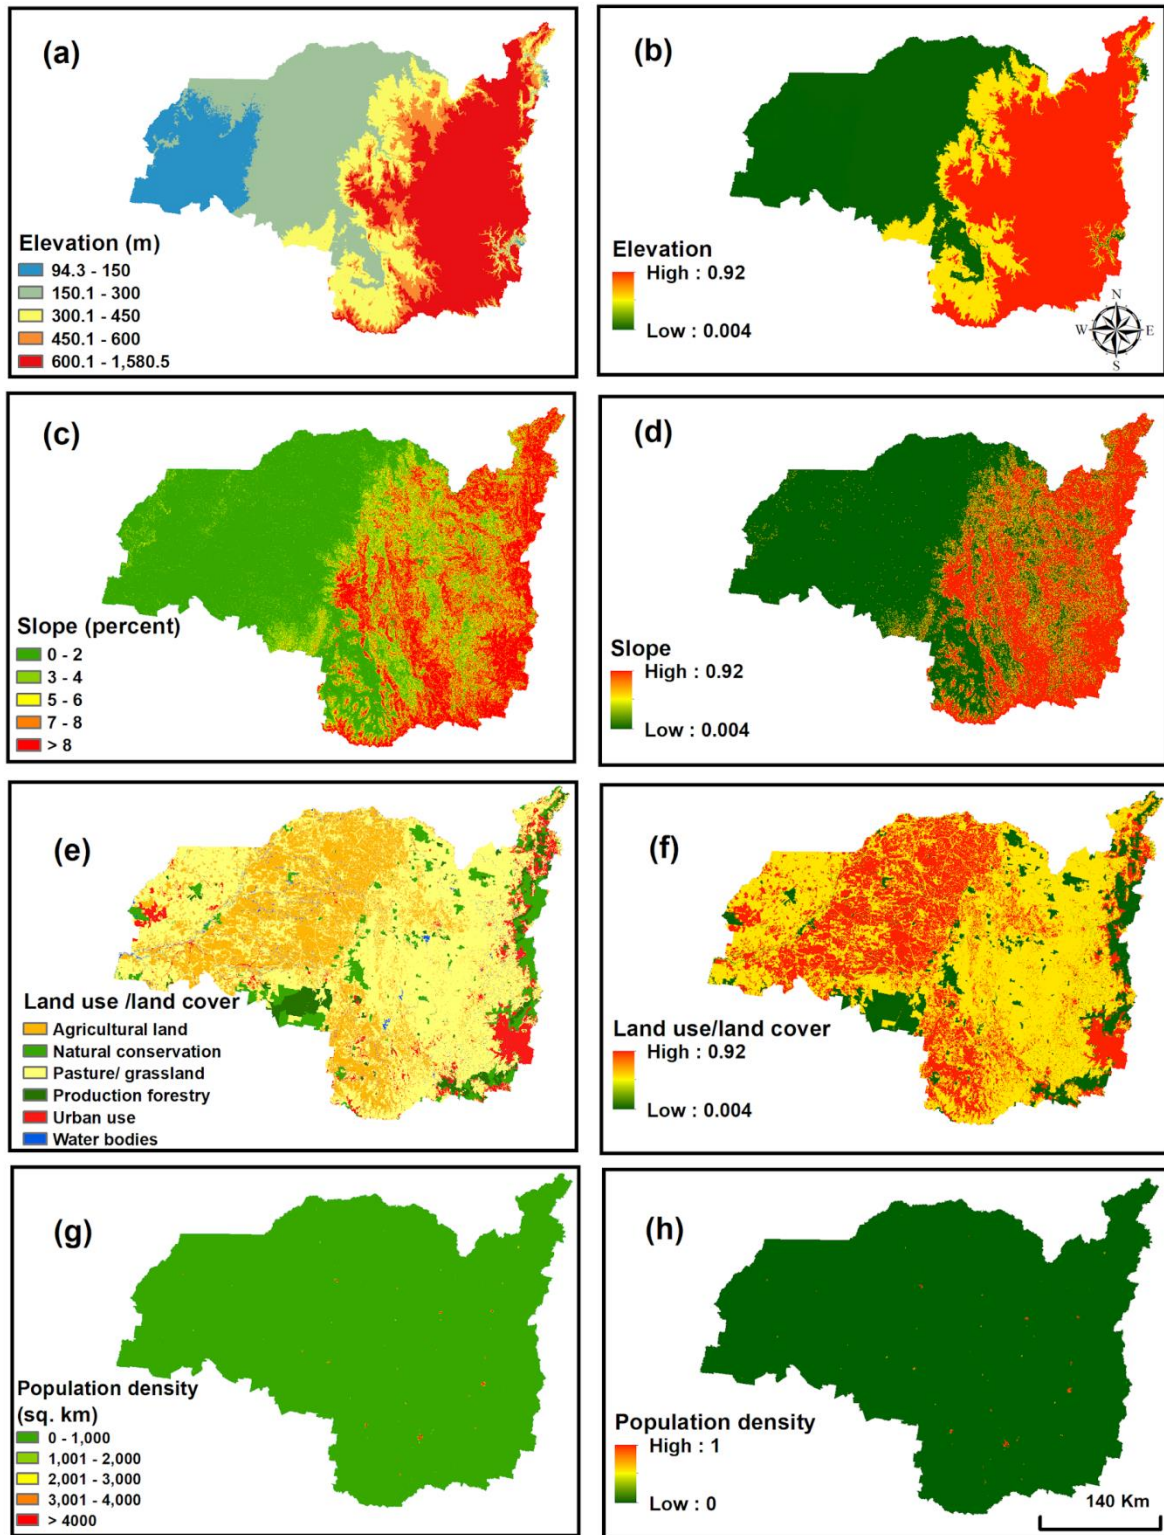 (a)
Elevation (m)
94.3 - 150
150.1 - 300
300.1 - 450
450.1 - 600
600.1 - 1,580.5
(b)
Elevation
High : 0.92
Low : 0.004
N
W E
S
(c)
Slope (percent)
0 - 2
3 - 4
5 - 6
7 - 8
> 8
(d)
Slope
High : 0.92
Low : 0.004
(e)
Land use /land cover
Agricultural land
Natural conservation
Pasture/ grassland
Production forestry
Urban use
Water bodies
(f)
Land use/land cover
High : 0.92
Low : 0.004
(g)
Population density
(sq. km)
0 - 1,000
1,001 - 2,000
2,001 - 3,000
3,001 - 4,000
> 4000
(h)
Population density
High : 1
Low : 0
140 Km